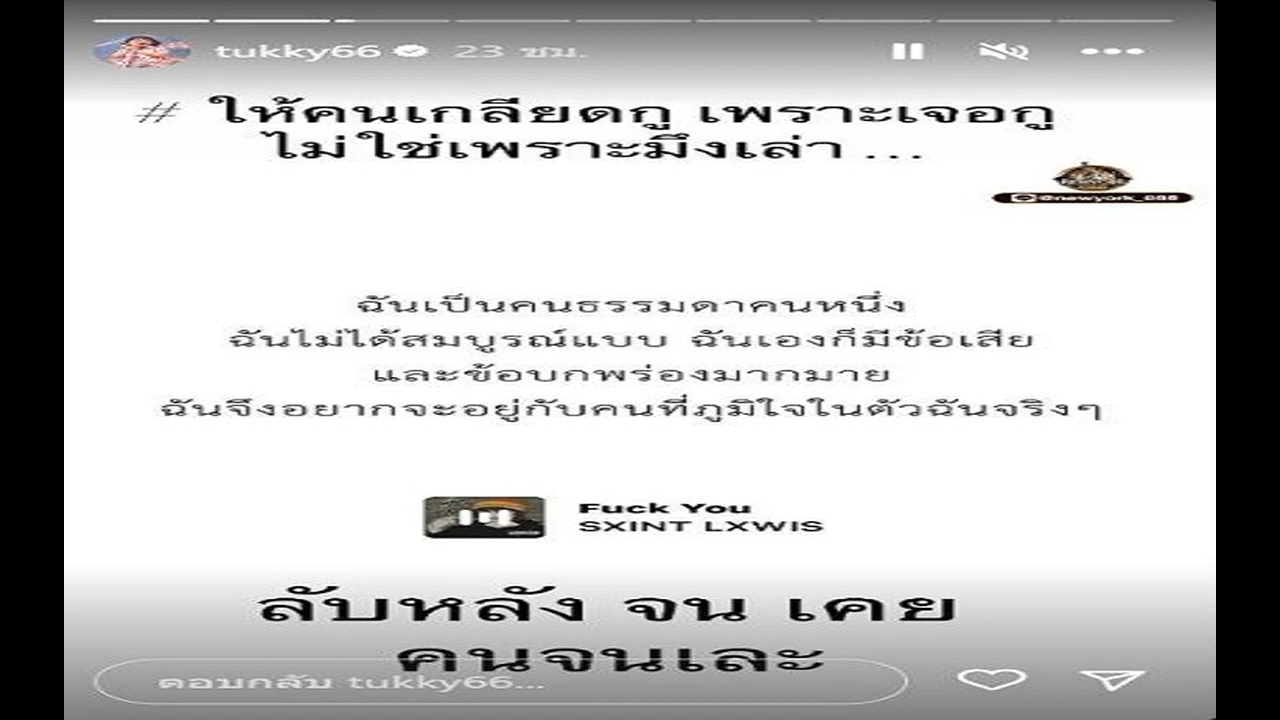 tukky66 23 ชม.
# ให้คนเกลียดกู เพราะเจอกู
ไม่ใช่เพราะมึงเล่า ...
@newyork_088
ฉันเป็นคนธรรมดาคนหนึ่ง
ฉันไม่ได้สมบูรณ์แบบ ฉันเองก็มีข้อเสีย
และข้อบกพร่องมากมาย
ฉันจึงอยากจะอยู่กับคนที่ภูมิใจในตัวฉันจริงๆ
Fuck You
SXINT LXWIS
ลับหลัง จน เคย
คนจนเละ
ตอบกลับ tukky66...